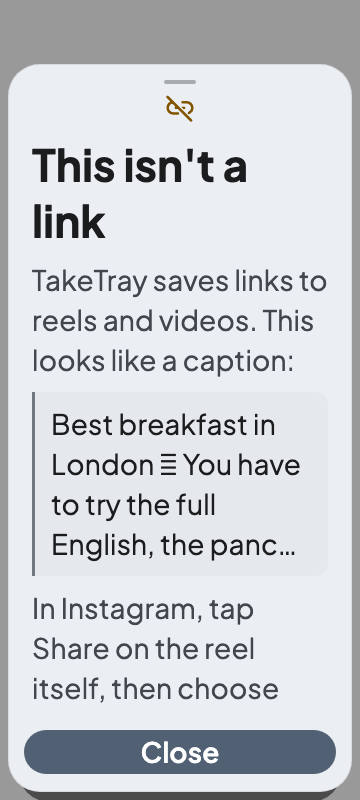 This isn't a
link
TakeTray saves links to
reels and videos. This
looks like a caption:
Best breakfast in
London ☰ You have
to try the full
English, the panc...
In Instagram, tap
Share on the reel
itself, then choose
Close